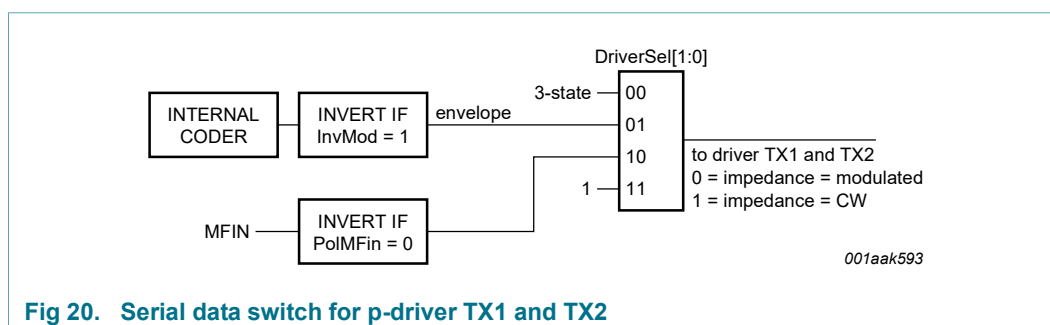 DriverSel[1:0]
3-state
00
INTERNAL
CODER
INVERT IF
InvMod = 1
envelope
01
10
1
11
to driver TX1 and TX2
0 = impedance = modulated
1 = impedance = CW
MFIN
INVERT IF
PolMFin = 0
001aak593
Fig 20. Serial data switch for p-driver TX1 and TX2